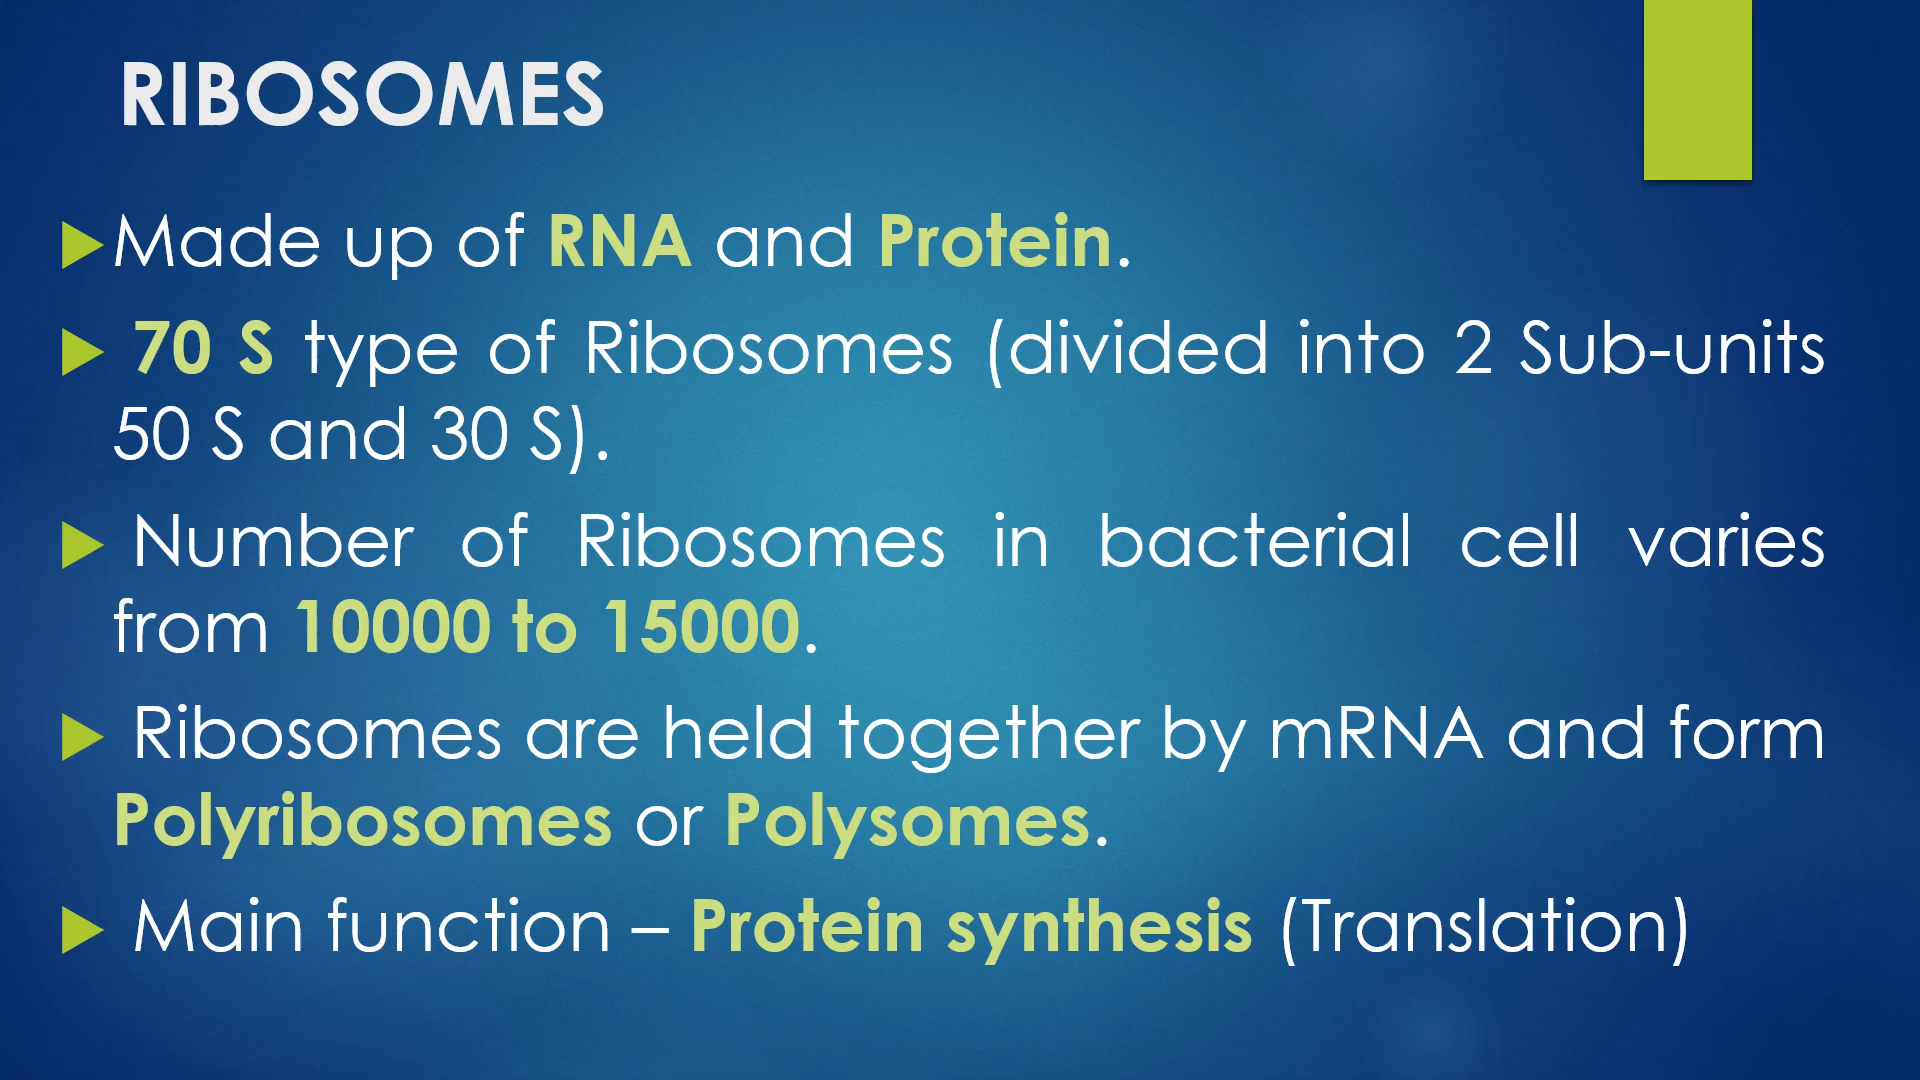 RIBOSOMES
Made up of RNA and Protein.
70 S type of Ribosomes (divided into 2 Sub-units
50 S and 30 S).
Number of Ribosomes in bacterial cell varies
from 10000 to 15000.
Ribosomes are held together by mRNA and form
Polyribosomes or Polysomes.
Main function – Protein synthesis (Translation)